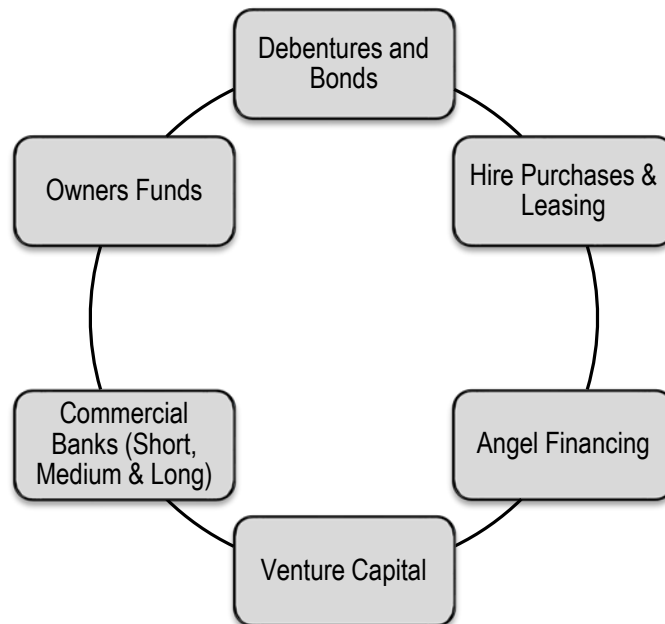 Debentures and
Bonds
Hire Purchases &
Leasing
Angel Financing
Venture Capital
Commercial
Banks (Short,
Medium & Long)
Owners Funds